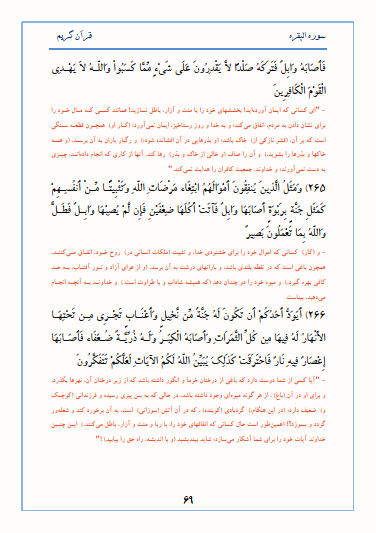 سوره البقره
قرآن کریم
فَأَصَابَهُ وَابِلٌ فَتَرَكَهُ صَلْدًا لاَّ يَقْدِرُونَ عَلَى شَيْءٍ مِّمَّا كَسَبُواْ وَاللّهُ لاَ يَهْدِي
الْقَوْمَ الْكَافِرِينَ
- "ای کسانی که ایمان آورده‌اید! بخششهای خود را با منت و آزار، باطل نسازید! همانند کسی که مال خود را
برای نشان دادن به مردم، انفاق می‌کند؛ و به خدا و روز رستاخیز، ایمان نمی‌آورد؛ (کار او) همچون قطعه سنگی
است که بر آن، (قشر نازکی از) خاک باشد؛ (و بذرهایی در آن افشانده شود؛) و رگبار باران به آن برسد، (و همه
خاکها و بذرها را بشوید،) و آن را صاف (و خالی از خاک و بذر) رها کند. آنها از کاری که انجام داده‌اند، چیزی
به دست نمی‌آورند؛ و خداوند، جمعیت کافران را هدایت نمی‌کند."
(۲۶۵) وَمَثَلُ الَّذِينَ يُنفِقُونَ أَمْوَالَهُمُ ابْتِغَاء مَرْضَاتِ اللّهِ وَتَثْبِيتًا مِّنْ أَنفُسِهِمْ
كَمَثَلِ جَنَّةٍ بِرَبْوَةٍ أَصَابَهَا وَابِلٌ فَآتَتْ أُكُلَهَا ضِعْفَيْنِ فَإِن لَّمْ يُصِبْهَا وَابِلٌ فَطَلٌّ
وَاللّهُ بِمَا تَعْمَلُونَ بَصِيرٌ
- و (کار) کسانی که اموال خود را برای خشنودی خدا، و تثبیت (ملکات انسانی در) روح خود، انفاق می‌کنند،
همچون باغی است که در نقطه بلندی باشد، و بارانهای درشت به آن برسد، (و از هوای آزاد و نور آفتاب، به حد
کافی بهره گیرد،) و میوه خود را دو چندان دهد (که همیشه شاداب و با طراوت است.) و خداوند به آنچه انجام
می‌دهید، بیناست.
(۲۶۶) أَيَوَدُّ أَحَدُكُمْ أَن تَكُونَ لَهُ جَنَّةٌ مِّن نَّخِيلٍ وَأَعْنَابٍ تَجْرِي مِن تَحْتِهَا
الأَنْهَارُ لَهُ فِيهَا مِن كُلِّ الثَّمَرَاتِ وَأَصَابَهُ الْكِبَرُ وَلَهُ ذُرِّيَّةٌ ضُعَفَاء فَأَصَابَهَا
إِعْصَارٌ فِيهِ نَارٌ فَاحْتَرَقَتْ كَذَلِكَ يُبَيِّنُ اللّهُ لَكُمُ الآيَاتِ لَعَلَّكُمْ تَتَفَكَّرُونَ
- "آیا کسی از شما دوست دارد که باغی از درختان خرما و انگور داشته باشد که از زیر درختان آن، نهرها بگذرد،
و برای او در آن (باغ)، از هر گونه میوه‌ای وجود داشته باشد، در حالی که به سن پیری رسیده و فرزندانی (کوچک
و) ضعیف دارد؛ (در این هنگام،) گردبادی (کوبنده)، که در آن آتش (سوزانی) است، به آن برخورد کند و شعله‌ور
گردد و بسوزد؟! (همین‌طور است حال کسانی که انفاقهای خود را، با ریا و منت و آزار، باطل می‌کنند.) این چنین
خداوند آیات خود را برای شما آشکار می‌سازد؛ شاید بیندیشید (و با اندیشه، راه حق را بیابید)!"
۶۹